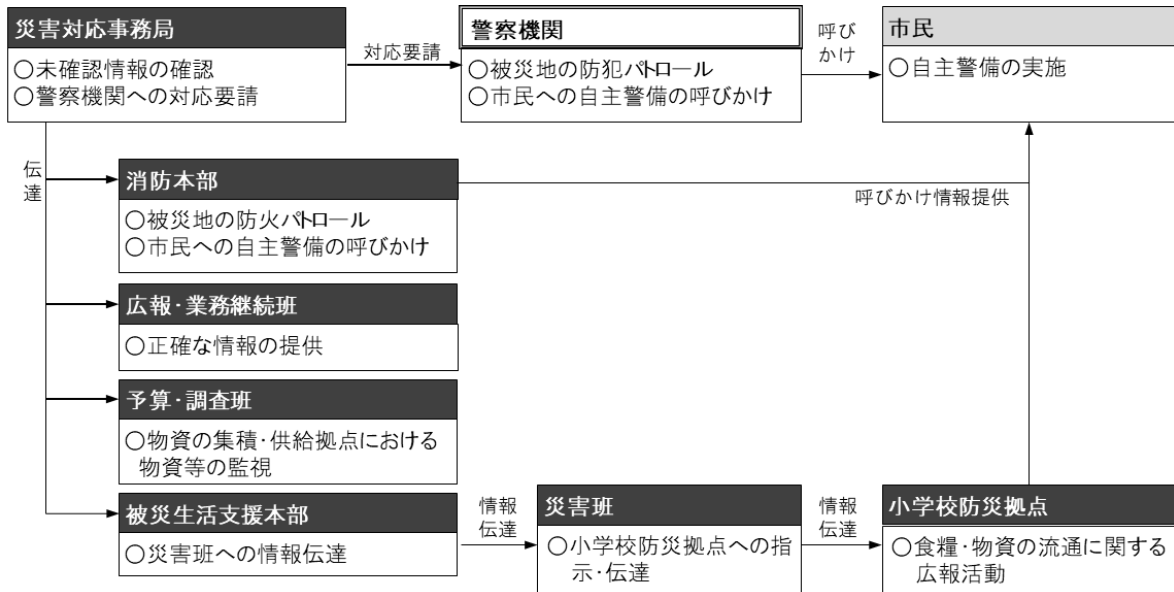 災害対応事務局
○未確認情報の確認
○警察機関への対応要請
対応要請
警察機関
○被災地の防犯パトロール
○市民への自主警備の呼びかけ
呼び
かけ
市民
○自主警備の実施
伝
達
消防本部
○被災地の防火パトロール
○市民への自主警備の呼びかけ
呼びかけ情報提供
広報・業務継続班
○正確な情報の提供
予算・調査班
○物資の集積・供給拠点における
物資等の監視
被災生活支援本部
○災害班への情報伝達
情報
伝達
災害班
○小学校防災拠点への指
示・伝達
情報
伝達
小学校防災拠点
○食糧・物資の流通に関する
広報活動